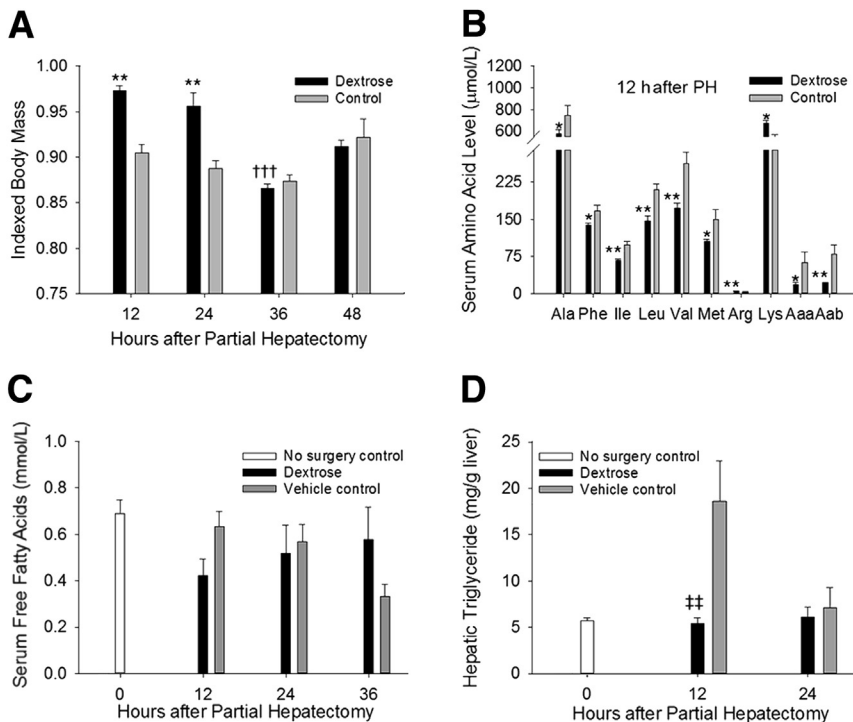 A
Indexed Body Mass
1.00
0.95
0.90
0.85
0.80
0.75
**
**
†††
Dextrose
Control
12 24 36 48
Hours after Partial Hepatectomy
B
Serum Amino Acid Level (μmol/L)
1200
1000
800
600
225
150
75
0
12 h after PH
Dextrose
Control
*
*
**
**
**
*
**
*
*
**
Ala Phe Ile Leu Val Met Arg Lys Aaa Aab
C
Serum Free Fatty Acids (mmol/L)
1.0
0.8
0.6
0.4
0.2
0.0
No surgery control
Dextrose
Vehicle control
0 12 24 36
Hours after Partial Hepatectomy
D
Hepatic Triglyceride (mg/g liver)
25
20
15
10
5
0
No surgery control
Dextrose
Vehicle control
‡‡
0 12 24
Hours after Partial Hepatectomy